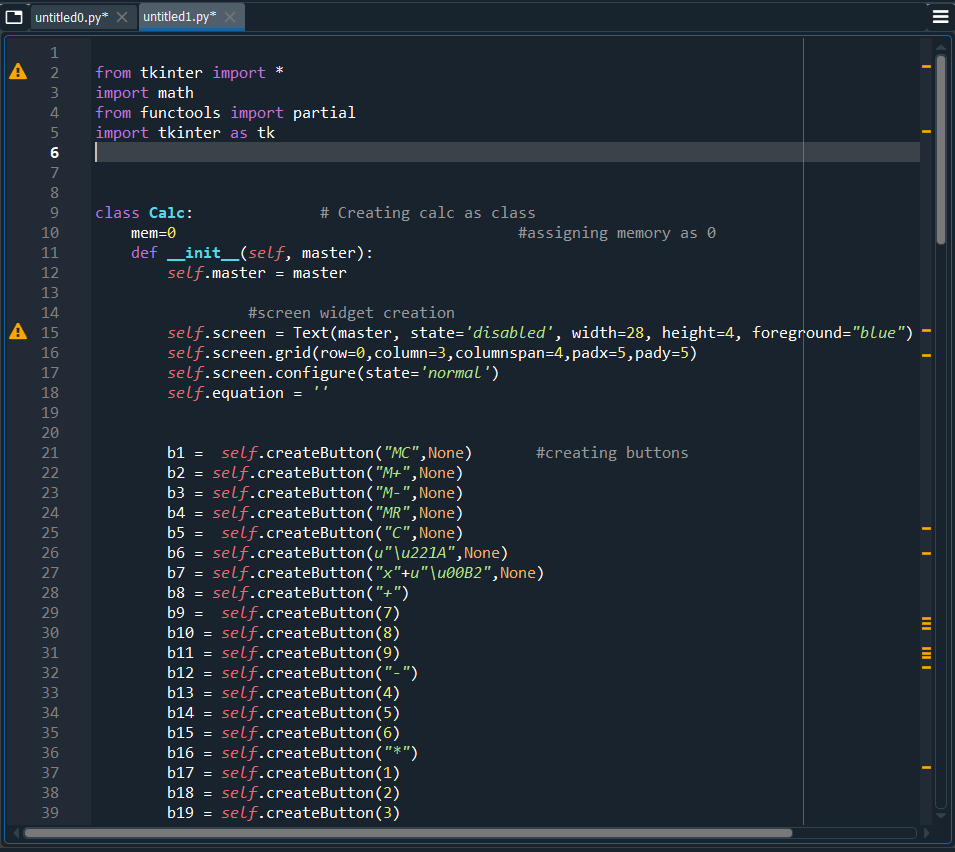 untitled0.py* untitled1.py*
1
2 from tkinter import *
3 import math
4 from functools import partial
5 import tkinter as tk
6
7
8
9 class Calc: # Creating calc as class
10 mem=0 #assigning memory as 0
11 def __init__(self, master):
12 self.master = master
13
14 #screen widget creation
15 self.screen = Text(master, state='disabled', width=28, height=4, foreground="blue")
16 self.screen.grid(row=0,column=3,columnspan=4,padx=5,pady=5)
17 self.screen.configure(state='normal')
18 self.equation = ''
19
20
21 b1 = self.createButton("MC",None) #creating buttons
22 b2 = self.createButton("M+",None)
23 b3 = self.createButton("M-",None)
24 b4 = self.createButton("MR",None)
25 b5 = self.createButton("C",None)
26 b6 = self.createButton(u"\u221A",None)
27 b7 = self.createButton("x"+u"\u00B2",None)
28 b8 = self.createButton("+")
29 b9 = self.createButton(7)
30 b10 = self.createButton(8)
31 b11 = self.createButton(9)
32 b12 = self.createButton("-")
33 b13 = self.createButton(4)
34 b14 = self.createButton(5)
35 b15 = self.createButton(6)
36 b16 = self.createButton("*")
37 b17 = self.createButton(1)
38 b18 = self.createButton(2)
39 b19 = self.createButton(3)